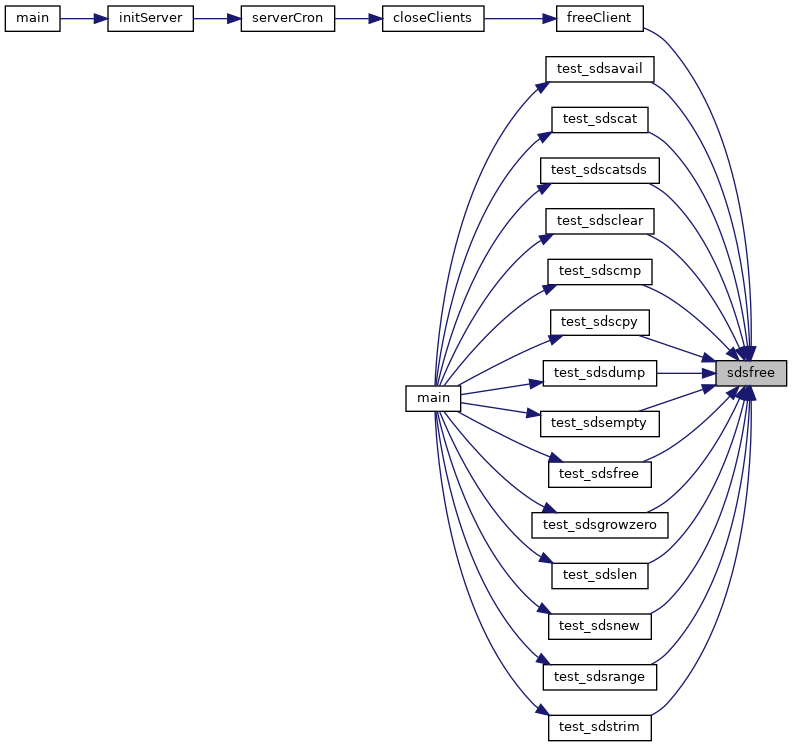 main
initServer
serverCron
closeClients
freeClient
test_sdsavail
test_sdscat
test_sdscatsds
test_sdsclear
test_sdscmp
test_sdscpy
test_sdsdump
sdsfree
main
test_sdsempty
test_sdsfree
test_sdsgrowzero
test_sdslen
test_sdsnew
test_sdsrange
test_sdstrim